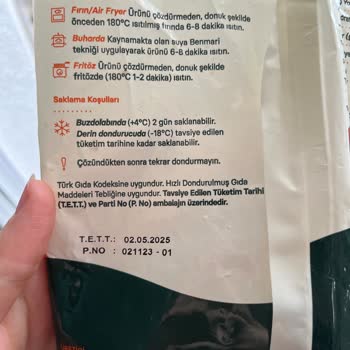 Fırın/Air Fryer Ürünü çözdürmeden, donuk şekilde
önceden 180°C ısıtılmış fırında 6-8 dakika ısıtın.
Buharda Kaynamakta olan suya Benmari
tekniği uygulayarak ürünü 6-8 dakika ısıtın.
Fritöz Ürünü çözdürmeden, donuk şekilde
fritözde (180°C 1-2 dakika) ısıtın.
Saklama Koşulları
Buzdolabında (+4°C) 2 gün saklanabilir.
Derin dondurucuda (-18°C) tavsiye edilen
tüketim tarihine kadar saklanabilir.
Çözündükten sonra tekrar dondurmayın.
Türk Gıda Kodeksine uygundur. Hızlı Dondurulmuş Gıda
Maddeleri Tebliğine uygundur. Tavsiye Edilen Tüketim Tarihi
(T.E.T.T.) ve Parti No (P. No) ambalajın üzerindedir.
T.E.T.T.: 02.05.2025
P.NO : 021123 - 01